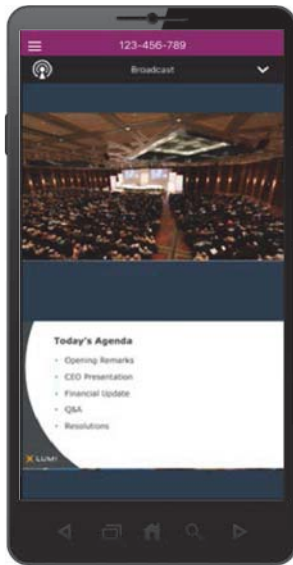 123-456-789
Broadcast
Today's Agenda
• Opening Remarks
• CEO Presentation
• Financial Update
• Q&A
• Resolutions
LUMI